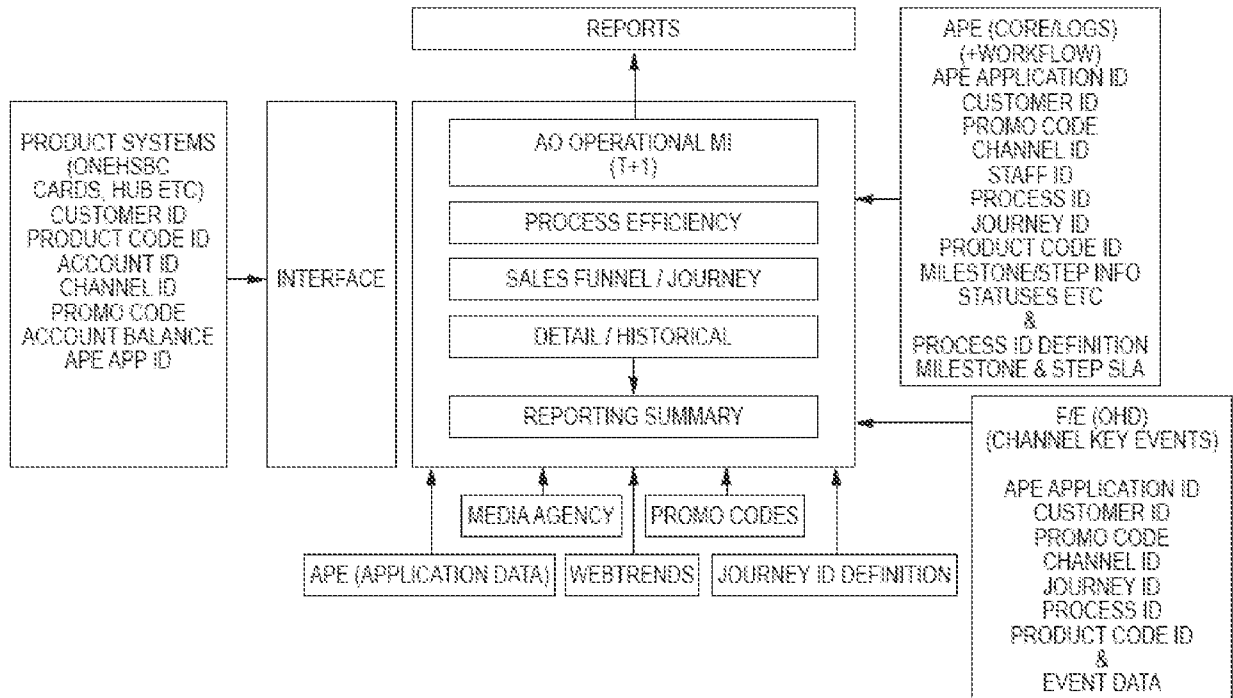 REPORTS
PRODUCT SYSTEMS
(ONEHSBC
CARDS, HUB ETC)
CUSTOMER ID
PRODUCT CODE ID
ACCOUNT ID
CHANNEL ID
PROMO CODE
ACCOUNT BALANCE
APE APP ID
INTERFACE
AO OPERATIONAL MI
(T+1)
PROCESS EFFICIENCY
SALES FUNNEL / JOURNEY
DETAIL / HISTORICAL
REPORTING SUMMARY
APE (CORE/LOGS)
(+WORKFLOW)
APE APPLICATION ID
CUSTOMER ID
PROMO CODE
CHANNEL ID
STAFF ID
PROCESS ID
JOURNEY ID
PRODUCT CODE ID
MILESTONE/STEP INFO
STATUSES ETC
&
PROCESS ID DEFINITION
MILESTONE & STEP SLA
F/E (OHD)
(CHANNEL KEY EVENTS)
APE APPLICATION ID
CUSTOMER ID
PROMO CODE
CHANNEL ID
JOURNEY ID
PROCESS ID
PRODUCT CODE ID
&
EVENT DATA
MEDIA AGENCY
PROMO CODES
APE (APPLICATION DATA)
WEBTRENDS
JOURNEY ID DEFINITION